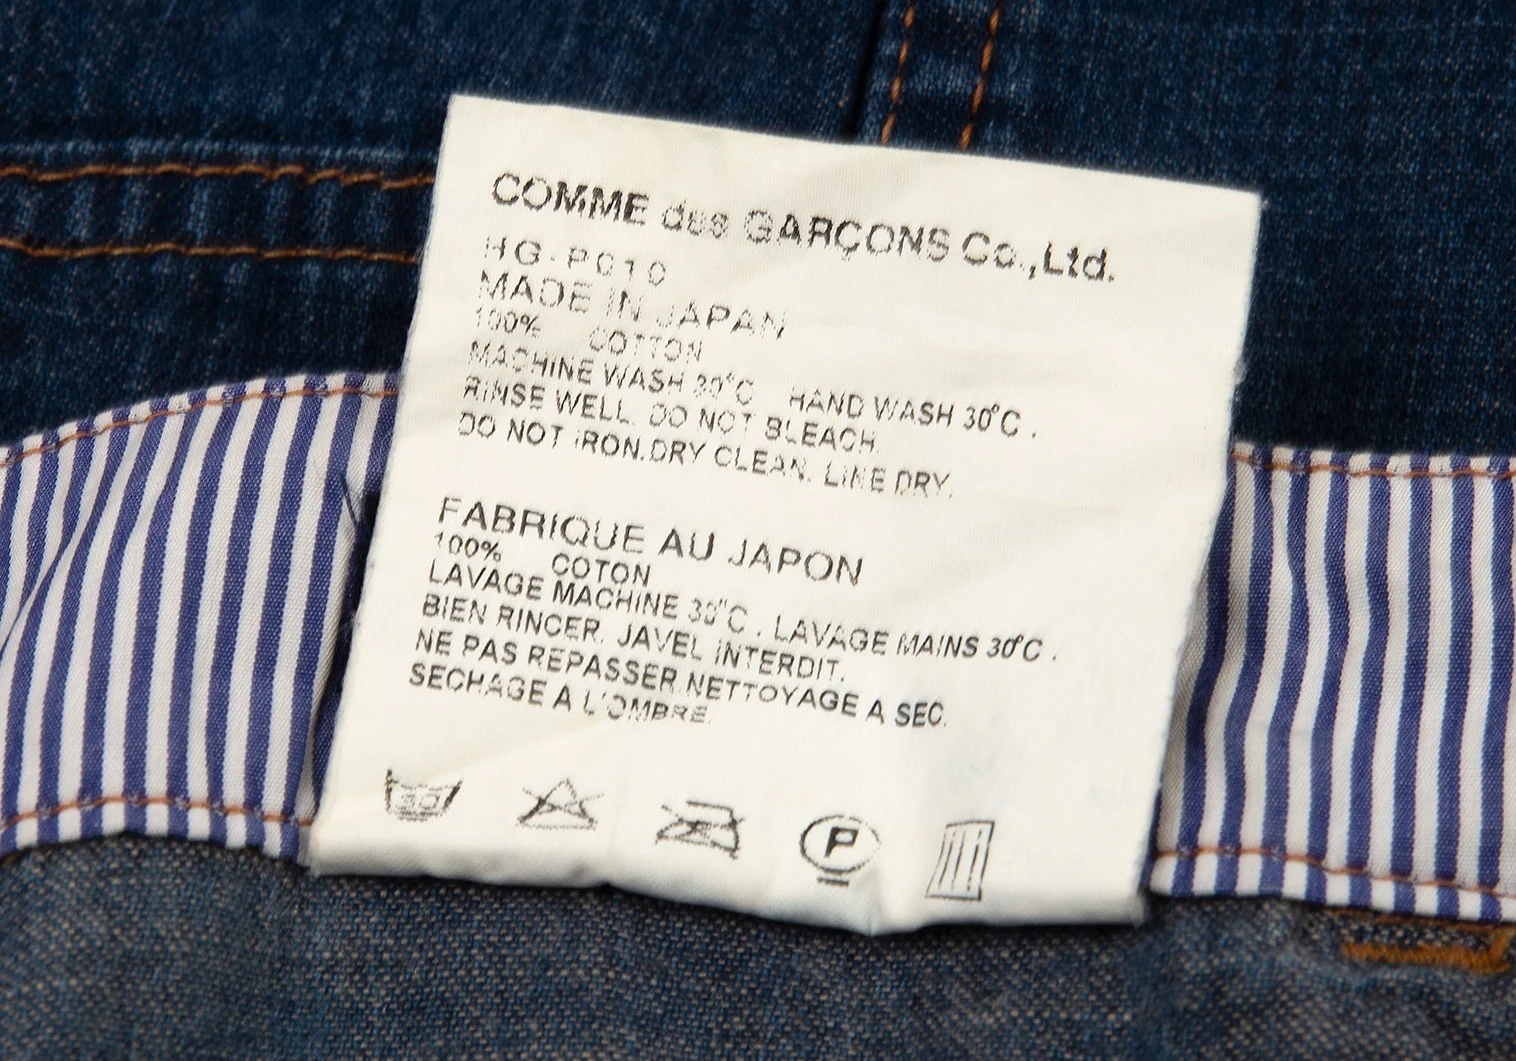 COMME des GARÇONS Co.,Ltd.
HG-P010
MADE IN JAPAN
100% COTTON
MACHINE WASH 30°C HAND WASH 30°C .
RINSE WELL. DO NOT BLEACH.
DO NOT IRON.DRY CLEAN. LINE DRY.
FABRIQUE AU JAPON
100% COTON
LAVAGE MACHINE 30°C . LAVAGE MAINS 30°C .
BIEN RINCER. JAVEL INTERDIT.
NE PAS REPASSER.NETTOYAGE A SEC.
SECHAGE A L'OMBRE.
30 P